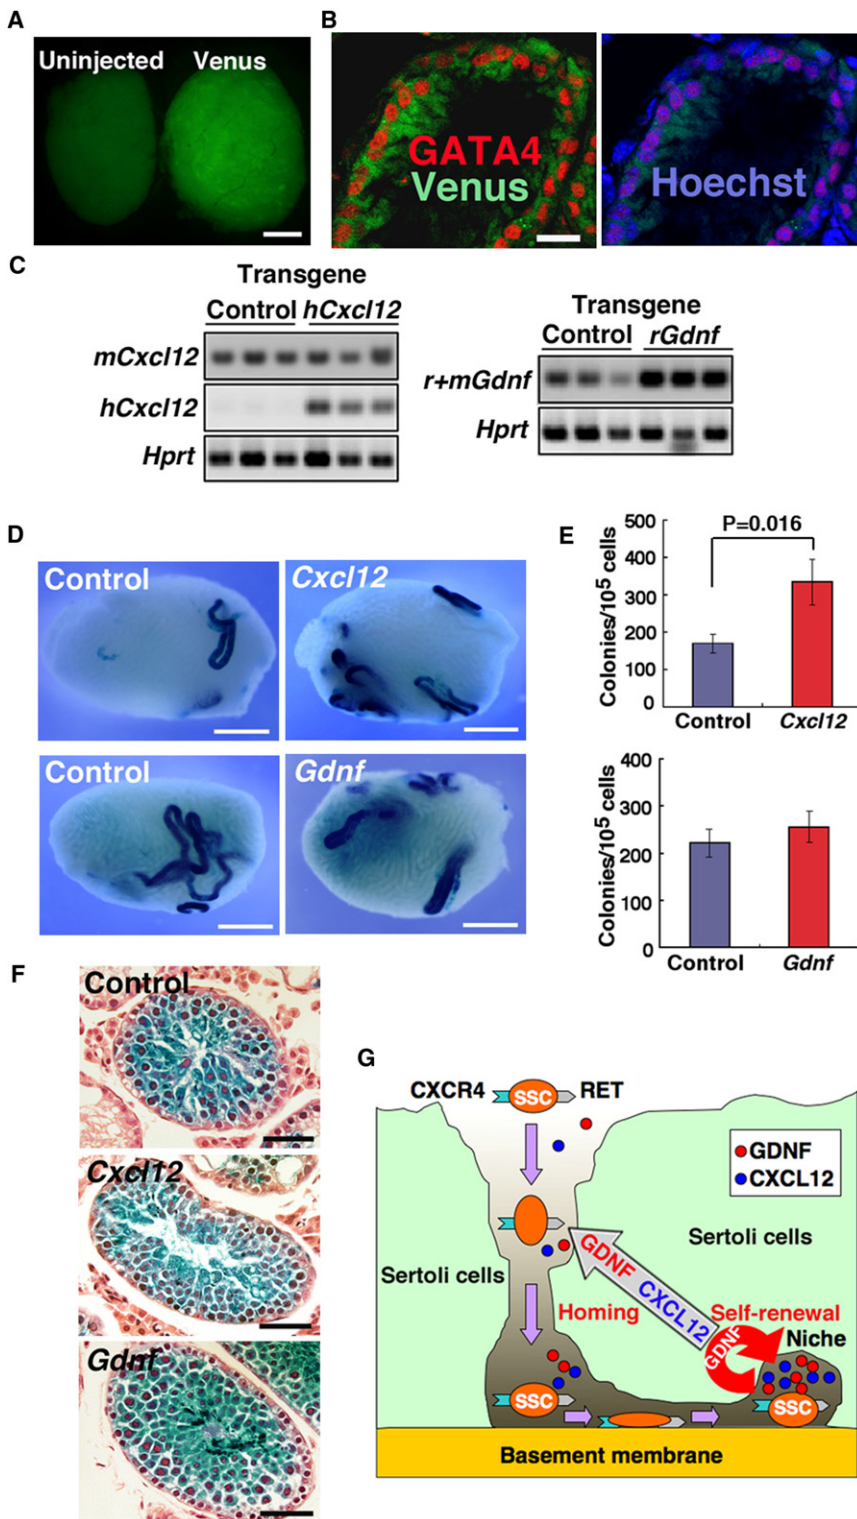 A
Uninjected Venus
B
GATA4
Venus
Hoechst
C
Transgene
Control hCxcl12
mCxcl12
hCxcl12
Hprt
Transgene
Control rGdnf
r+mGdnf
Hprt
D
Control
Cxcl12
Control
Gdnf
E
P=0.016
Colonies/10⁵ cells
500
400
300
200
100
0
Control Cxcl12
Colonies/10⁵ cells
400
300
200
100
0
Control Gdnf
F
Control
Cxcl12
Gdnf
G
CXCR4 SSC RET
GDNF
CXCL12
Sertoli cells
Sertoli cells
GDNF CXCL12
Homing
Self-renewal
GDNF
Niche
SSC
SSC
Basement membrane